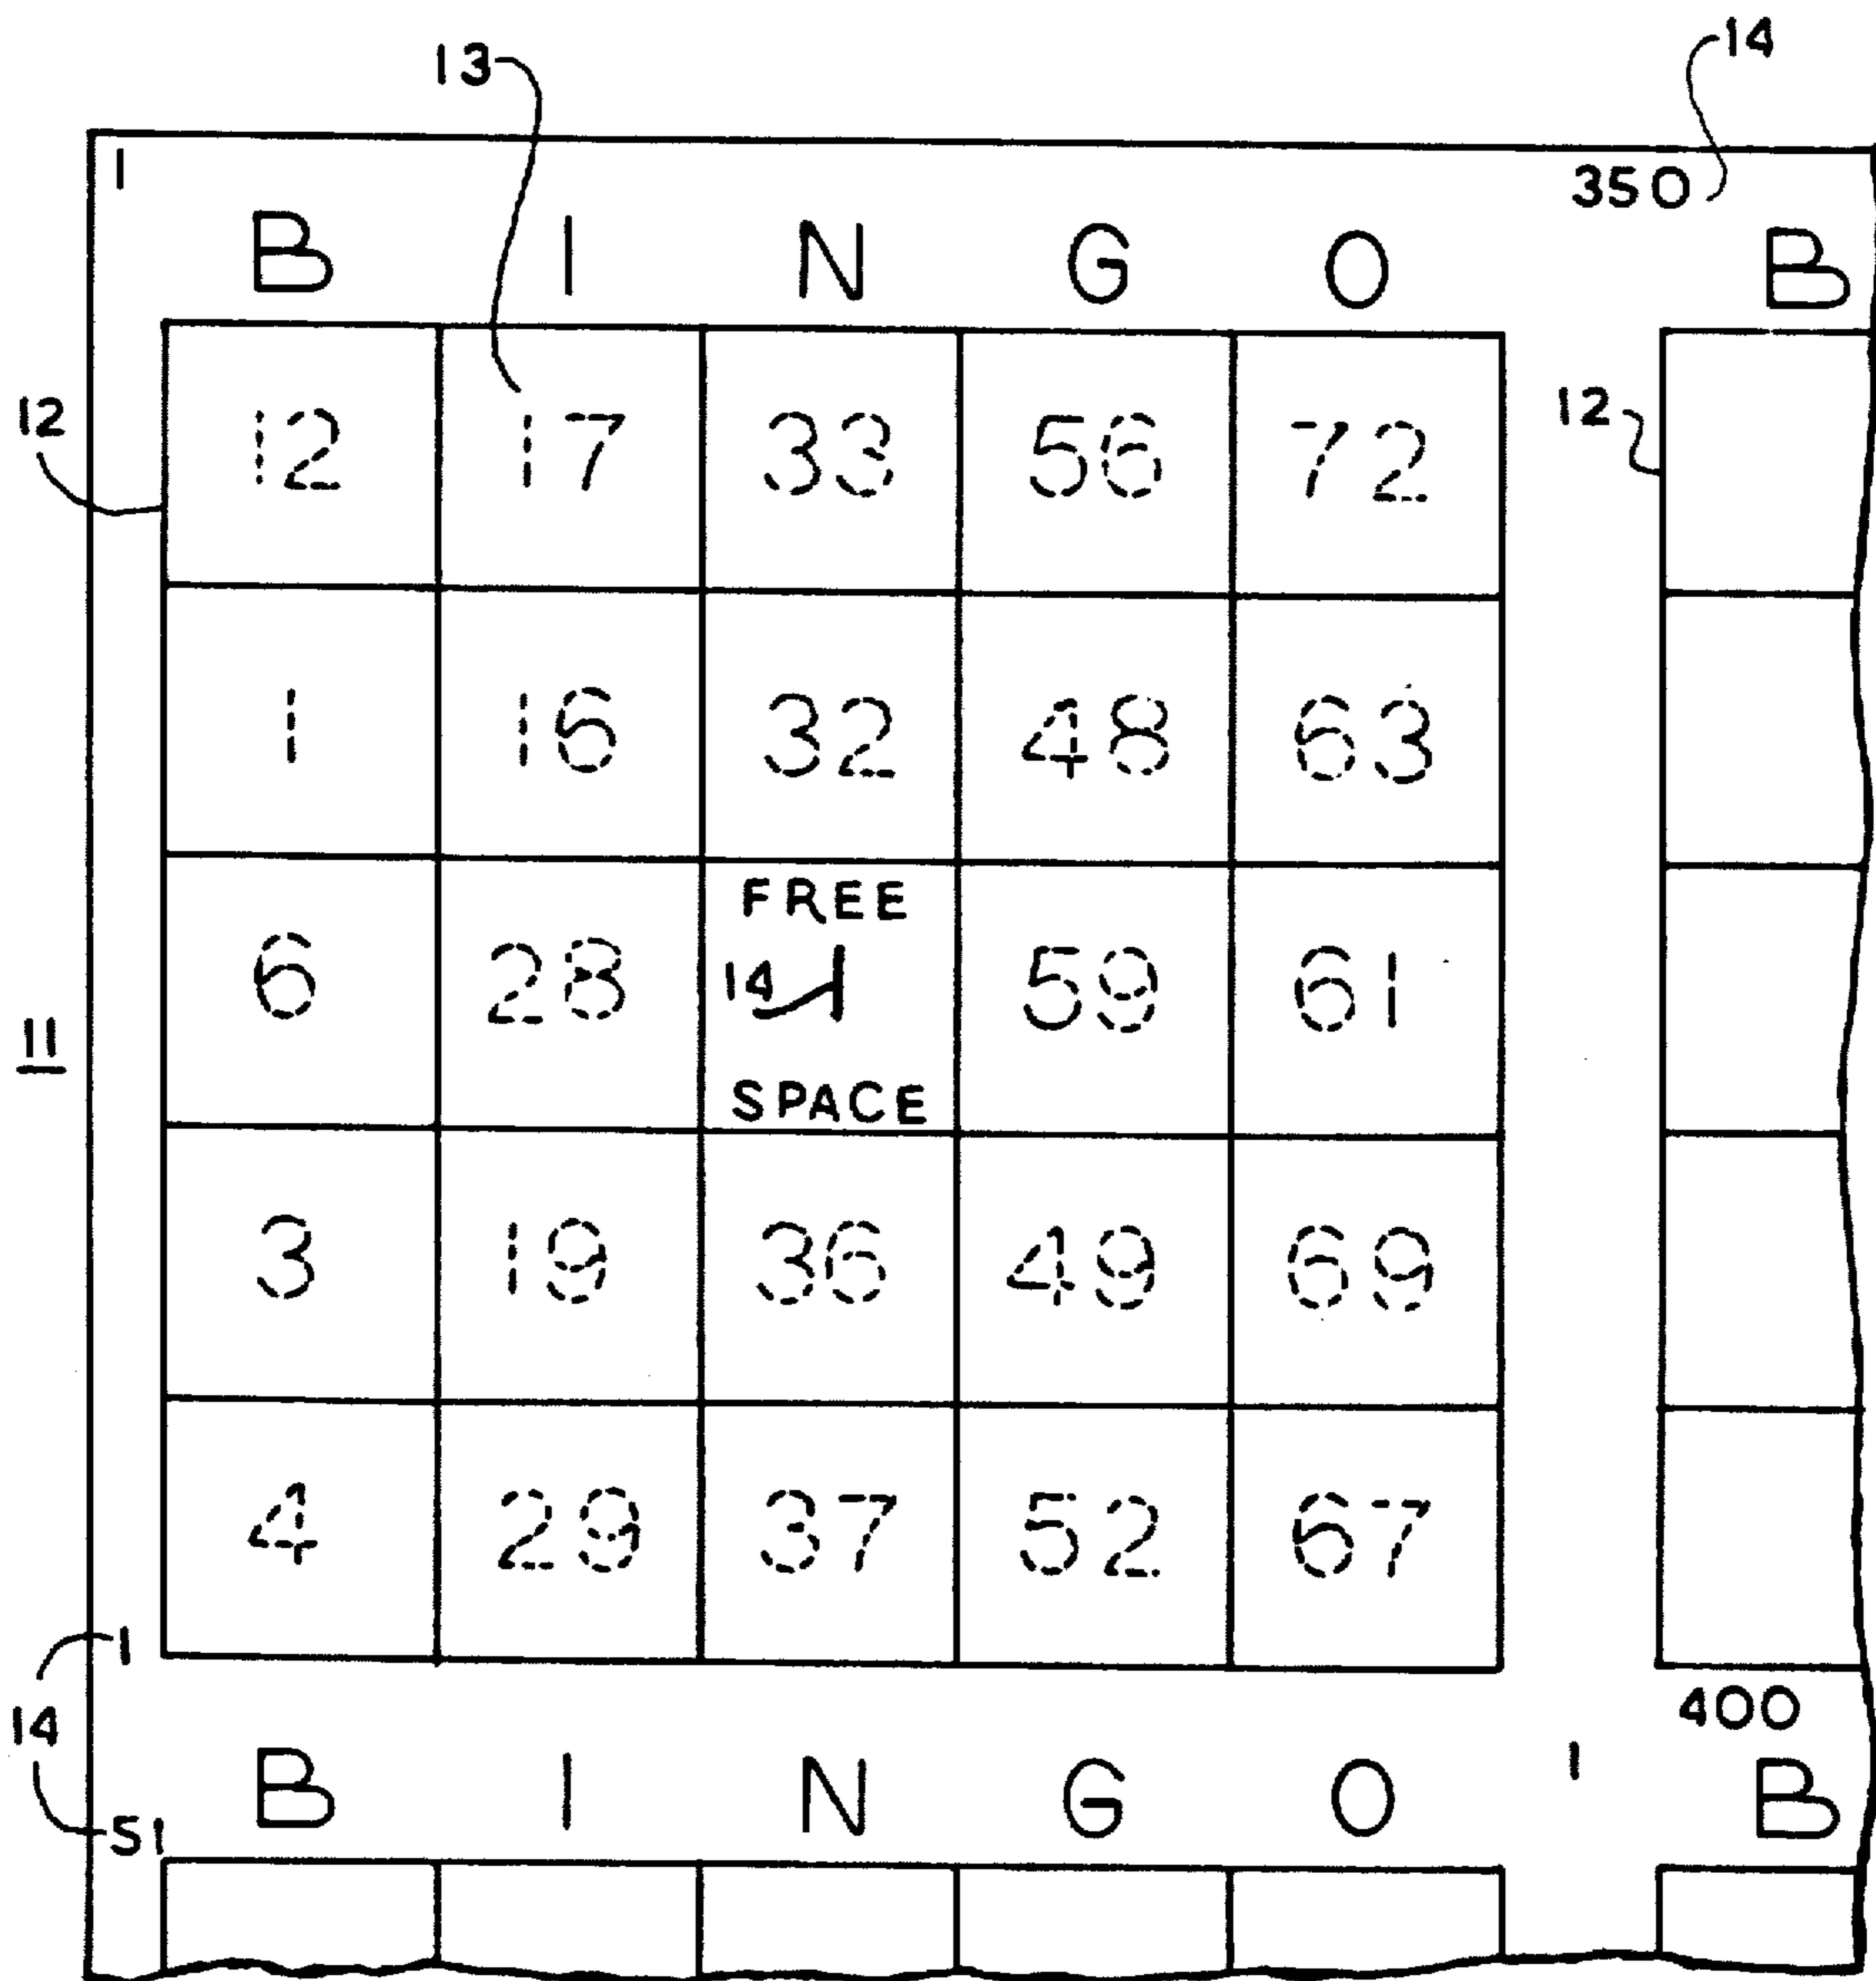 13 14
1 350
B I N G O B
12 17 33 56 72
12 12
1 16 32 48 63
FREE
6 28 14 1 59 61
11
SPACE
3 19 36 49 69
4 29 37 52 67
1
14 400
B I N G O 1 B
51